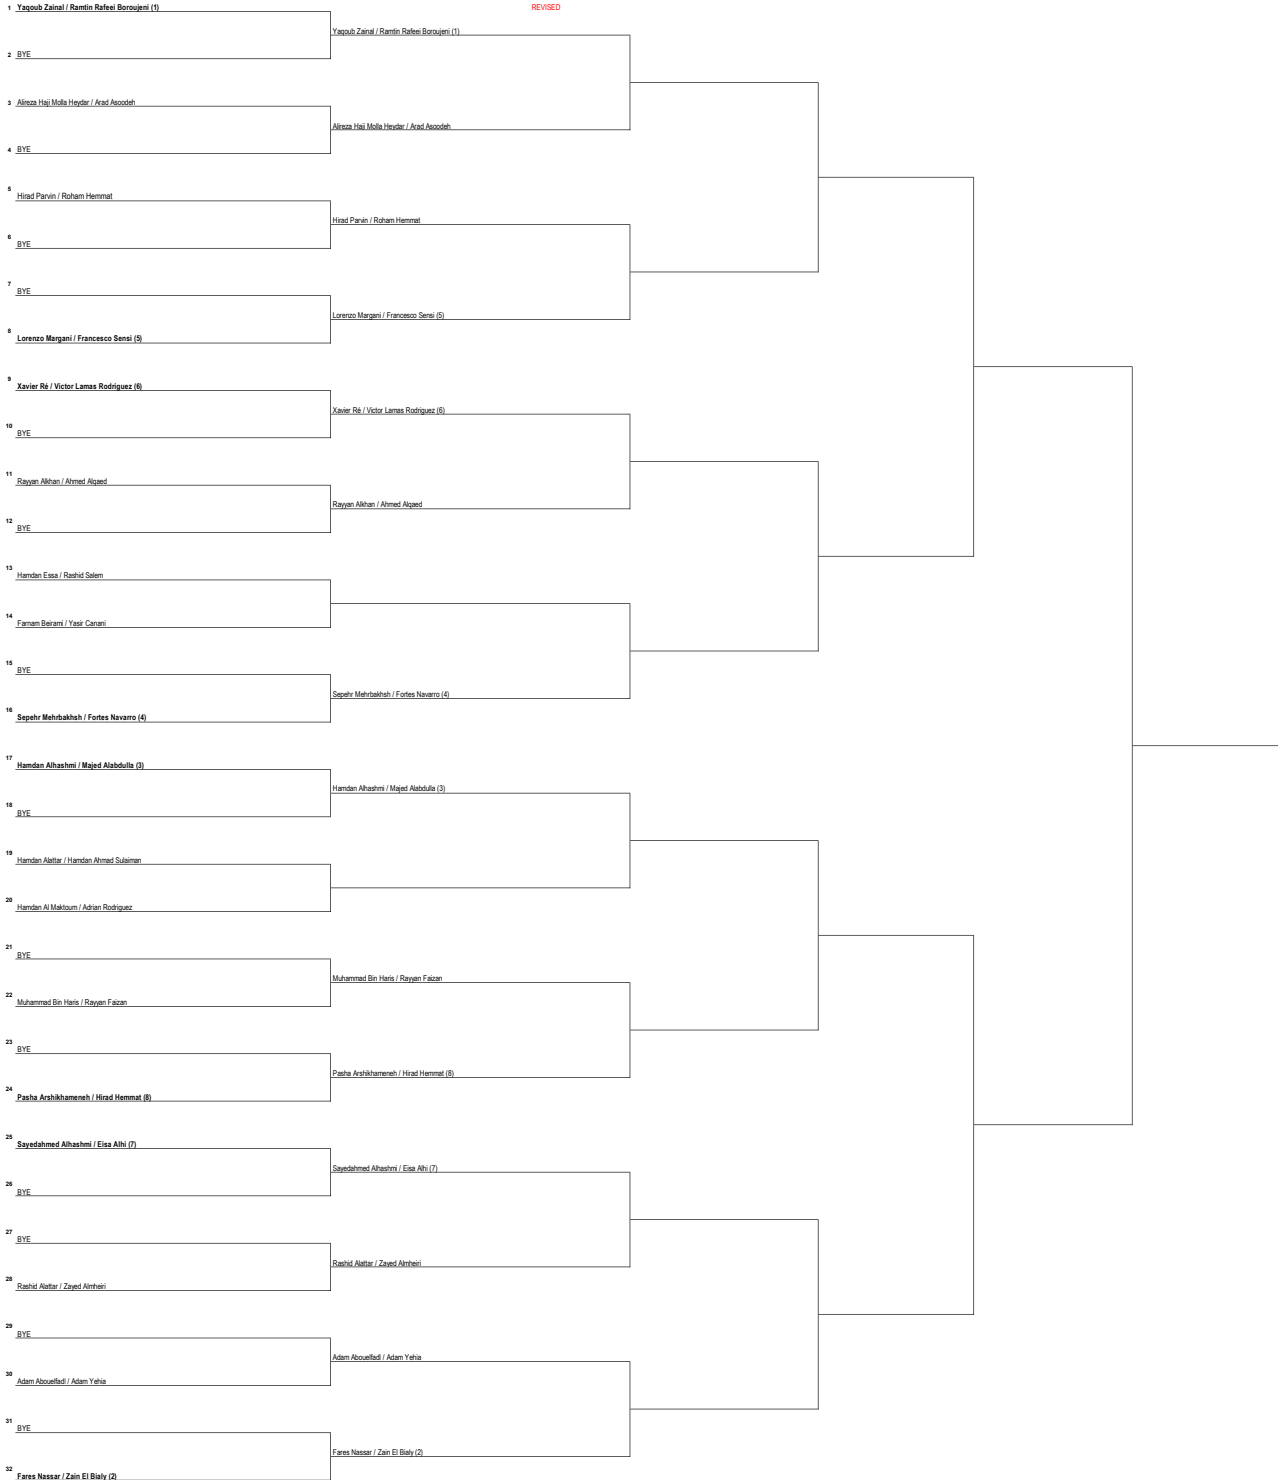 1 Yaqoub Zainal / Ramtin Rafeei Boroujeni (1)
REVISED
Yaqoub Zainal / Ramtin Rafeei Boroujeni (1)
2 BYE
3 Alireza Haji Molla Heydar / Arad Asoodeh
Alireza Haji Molla Heydar / Arad Asoodeh
4 BYE
5 Hirad Parvin / Roham Hemmat
Hirad Parvin / Roham Hemmat
6 BYE
7 BYE
Lorenzo Margani / Francesco Sensi (5)
8 Lorenzo Margani / Francesco Sensi (5)
9 Xavier Ré / Victor Lamas Rodriguez (6)
Xavier Ré / Victor Lamas Rodriguez (6)
10 BYE
11 Rayyan Alkhan / Ahmed Alqaed
Rayyan Alkhan / Ahmed Alqaed
12 BYE
13 Hamdan Essa / Rashid Salem
14 Farnam Beirami / Yasir Canani
15 BYE
Sepehr Mehrbakhsh / Fortes Navarro (4)
16 Sepehr Mehrbakhsh / Fortes Navarro (4)
17 Hamdan Alhashmi / Majed Alabdulla (3)
Hamdan Alhashmi / Majed Alabdulla (3)
18 BYE
19 Hamdan Alattar / Hamdan Ahmad Sulaiman
20 Hamdan Al Maktoum / Adrian Rodriguez
21 BYE
Muhammad Bin Haris / Rayyan Faizan
22 Muhammad Bin Haris / Rayyan Faizan
23 BYE
Pasha Arshikhameneh / Hirad Hemmat (8)
24 Pasha Arshikhameneh / Hirad Hemmat (8)
25 Sayedahmed Alhashmi / Eisa Alhi (7)
Sayedahmed Alhashmi / Eisa Alhi (7)
26 BYE
27 BYE
Rashid Alattar / Zayed Almheiri
28 Rashid Alattar / Zayed Almheiri
29 BYE
Adam Abouelfadl / Adam Yehia
30 Adam Abouelfadl / Adam Yehia
31 BYE
Fares Nassar / Zain El Bialy (2)
32 Fares Nassar / Zain El Bialy (2)